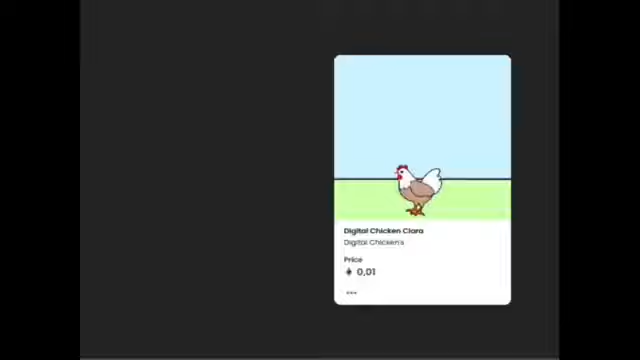 Digital Chicken Clara
Digital Chicken's
Price
0,01
...